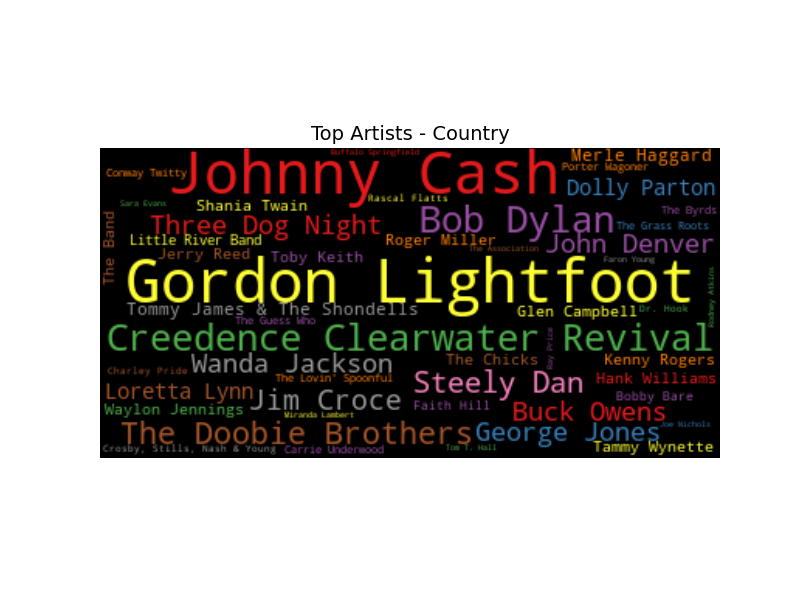 Top Artists - Country
Buffalo Springfield
Johnny Cash
Merle Haggard
Porter Wagoner
Conway Twitty
Dolly Parton
Rascal Flatts
Sara Evans
Shania Twain
Bob Dylan
The Byrds
Three Dog Night
The Grass Roots
The Band
Little River Band
Roger Miller
John Denver
The Association
Jerry Reed
Toby Keith
Faron Young
Gordon Lightfoot
Rodney Atkins
Tommy James & The Shondells
Glen Campbell
Dr. Hook
The Guess Who
Creedence Clearwater Revival
Ray Price
Wanda Jackson
The Chicks
Kenny Rogers
Charley Pride
The Lovin' Spoonful
Steely Dan
Hank Williams
Loretta Lynn
Jim Croce
Bobby Bare
Waylon Jennings
Faith Hill
Miranda Lambert
Buck Owens
The Doobie Brothers
George Jones
Joe Nichols
Crosby, Stills, Nash & Young
Carrie Underwood
Tom T. Hall
Tammy Wynette